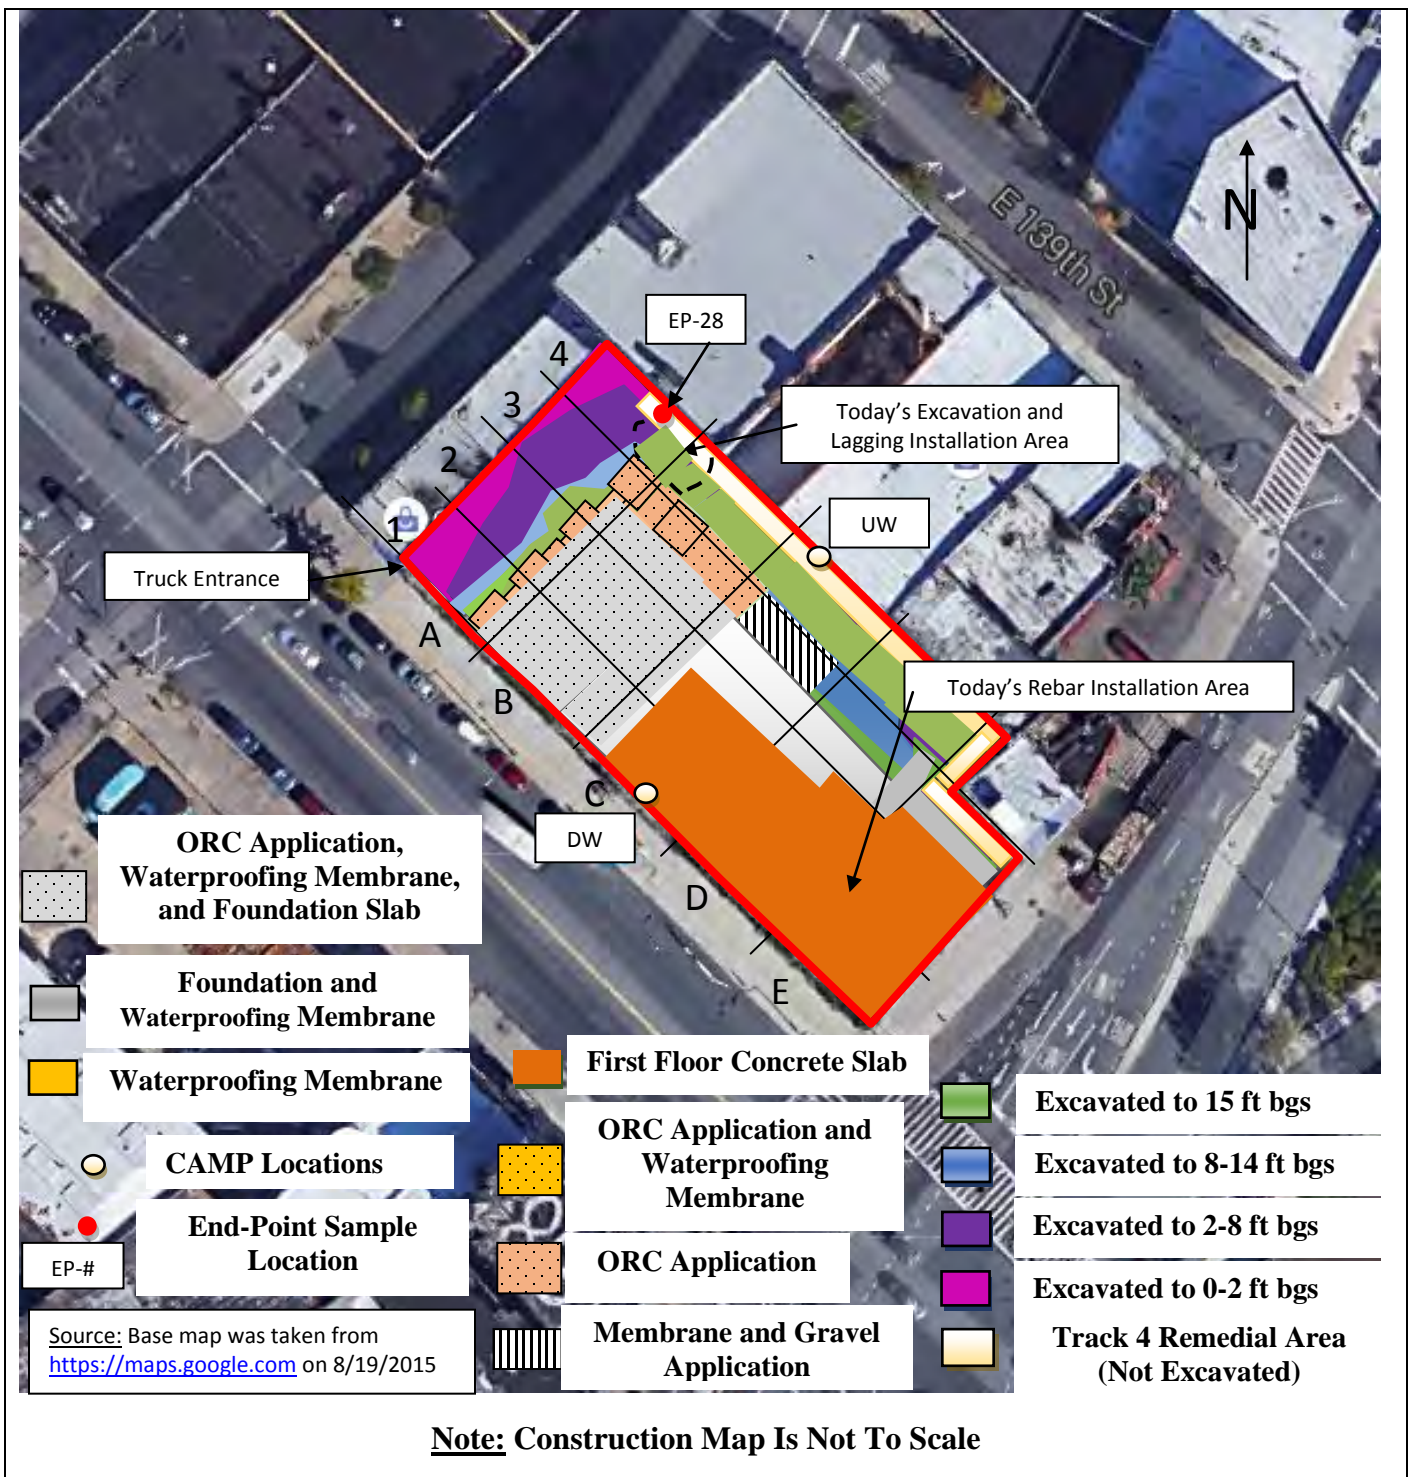 E 139th St
N
EP-28
4
Today's Excavation and
Lagging Installation Area
3
2
UW
1
Truck Entrance
A
Today's Rebar Installation Area
B
C
DW
D
E
ORC Application,
Waterproofing Membrane,
and Foundation Slab
Foundation and
Waterproofing Membrane
Waterproofing Membrane
CAMP Locations
End-Point Sample
Location
EP-#
First Floor Concrete Slab
ORC Application and
Waterproofing
Membrane
ORC Application
Membrane and Gravel
Application
Excavated to 15 ft bgs
Excavated to 8-14 ft bgs
Excavated to 2-8 ft bgs
Excavated to 0-2 ft bgs
Track 4 Remedial Area
(Not Excavated)
Source: Base map was taken from
https://maps.google.com on 8/19/2015
Note: Construction Map Is Not To Scale